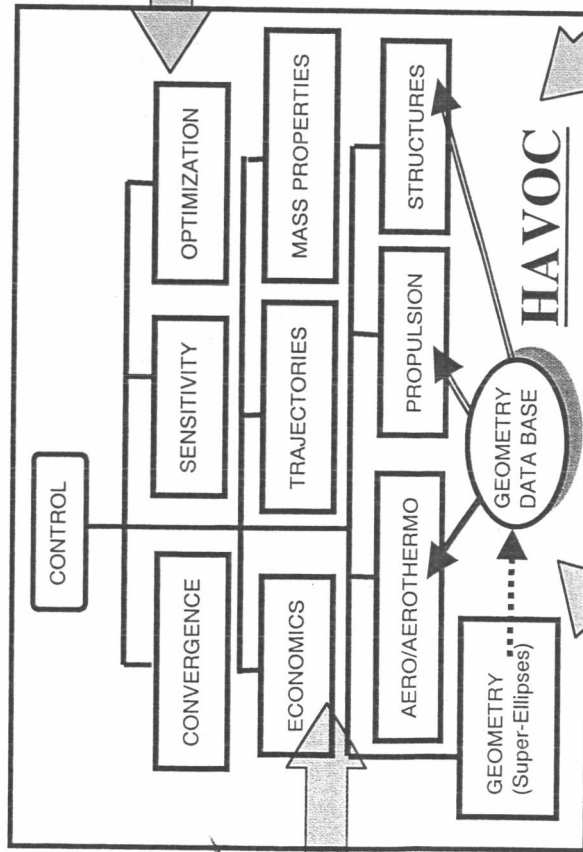 CONTROL
CONVERGENCE
SENSITIVITY
OPTIMIZATION
ECONOMICS
TRAJECTORIES
MASS PROPERTIES
AERO/AEROTHERMO
PROPULSION
STRUCTURES
GEOMETRY
(Super-Ellipses)
GEOMETRY
DATA BASE
HAVOC